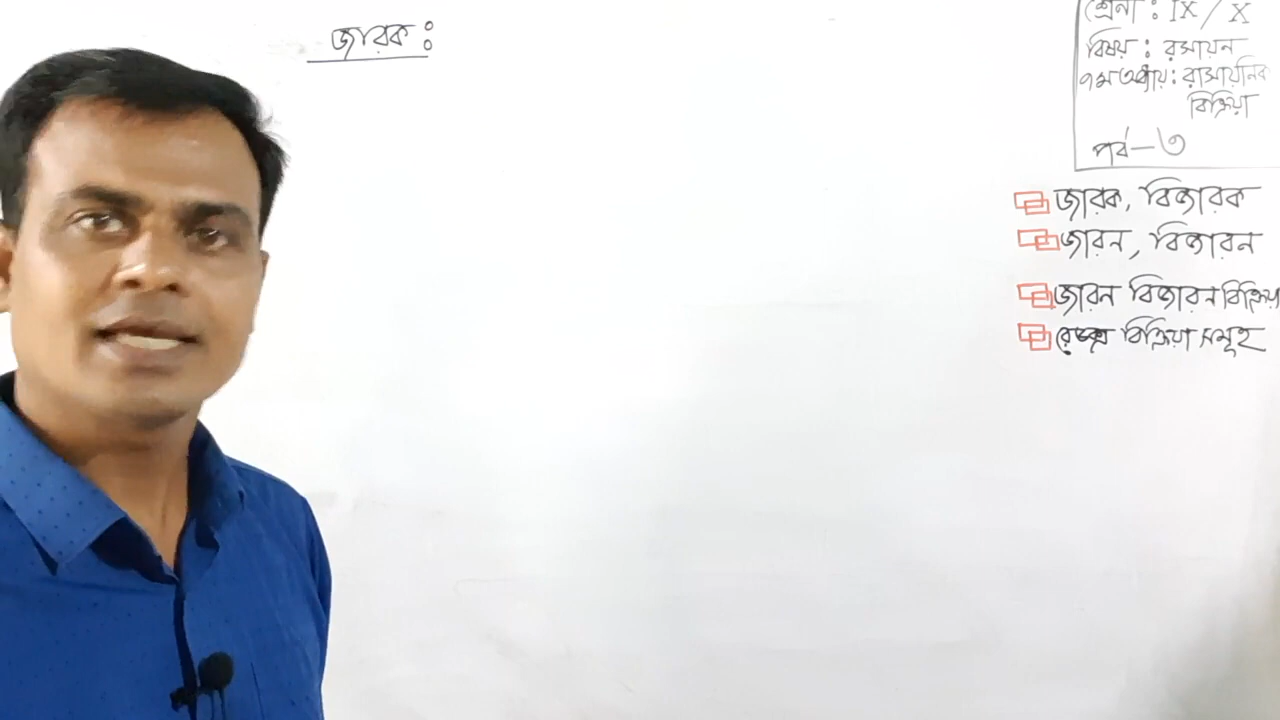 জারক :
শ্রেনী : IX / X
বিষয় : রসায়ন
৭ম অধ্যায় : রাসায়নিক
বিক্রিয়া
পর্ব - ৩
জারক, বিজারক
জারন, বিজারন
জারন বিজারন বিক্রিয়া
রেডক্স বিক্রিয়া সমূহ